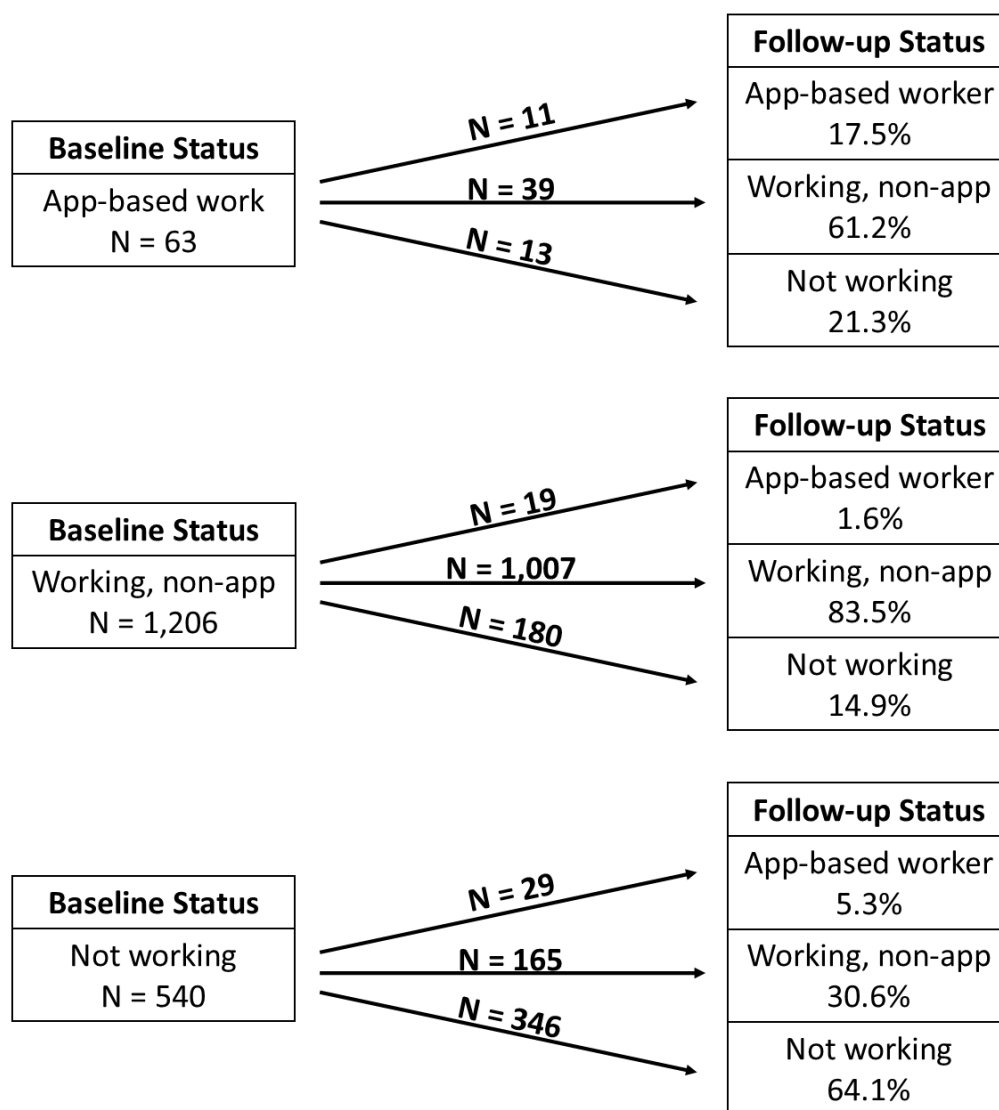 Baseline Status
App-based work
N = 63
N = 11
N = 39
N = 13
Follow-up Status
App-based worker
17.5%
Working, non-app
61.2%
Not working
21.3%
Baseline Status
Working, non-app
N = 1,206
N = 19
N = 1,007
N = 180
Follow-up Status
App-based worker
1.6%
Working, non-app
83.5%
Not working
14.9%
Baseline Status
Not working
N = 540
N = 29
N = 165
N = 346
Follow-up Status
App-based worker
5.3%
Working, non-app
30.6%
Not working
64.1%